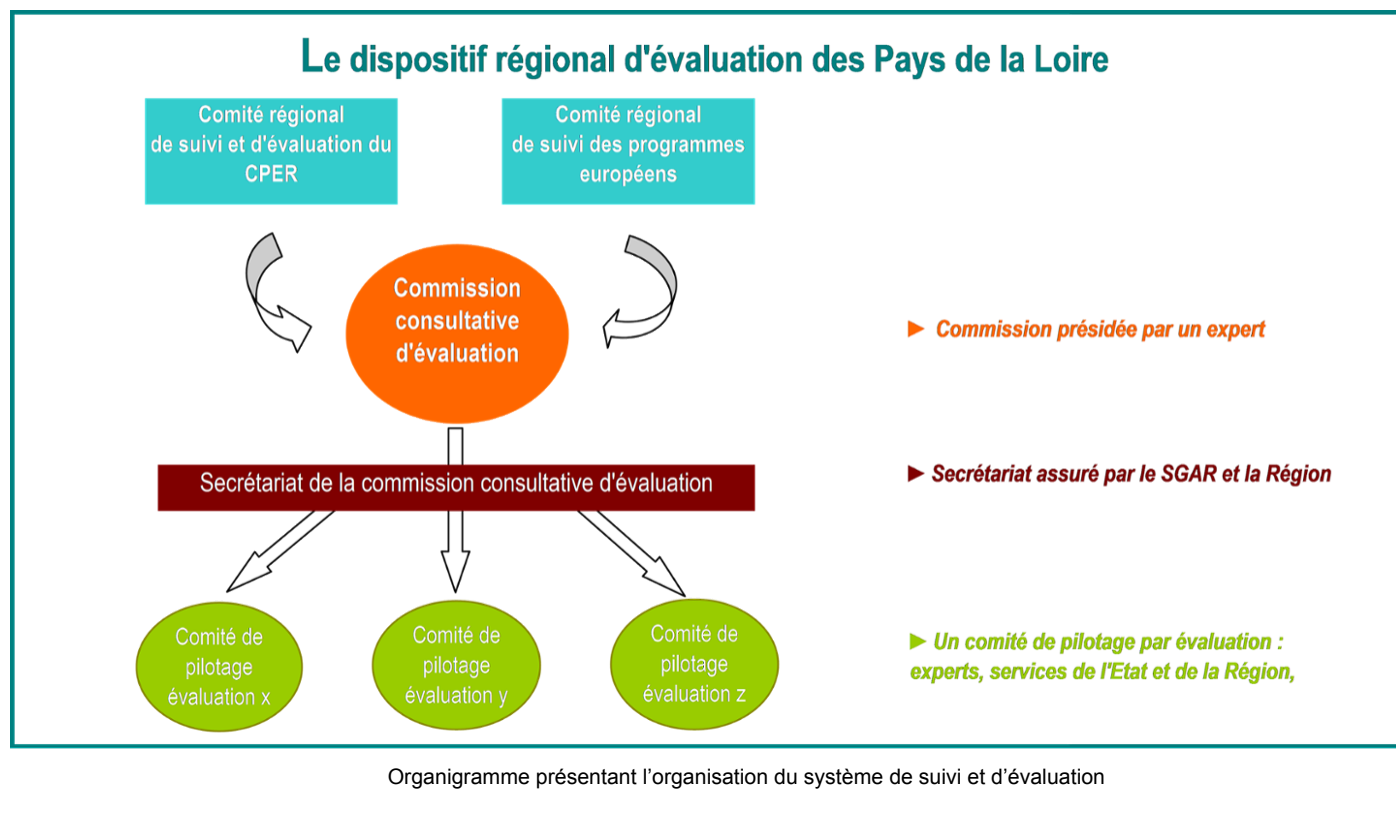 Le dispositif régional d'évaluation des Pays de la Loire
Comité régional
de suivi et d'évaluation du
CPER
Comité régional
de suivi des programmes
européens
Commission
consultative
d'évaluation
► Commission présidée par un expert
Secrétariat de la commission consultative d'évaluation
► Secrétariat assuré par le SGAR et la Région
Comité de
pilotage
évaluation x
Comité de
pilotage
évaluation y
Comité de
pilotage
évaluation z
► Un comité de pilotage par évaluation :
experts, services de l'Etat et de la Région,
Organigramme présentant l’organisation du système de suivi et d’évaluation